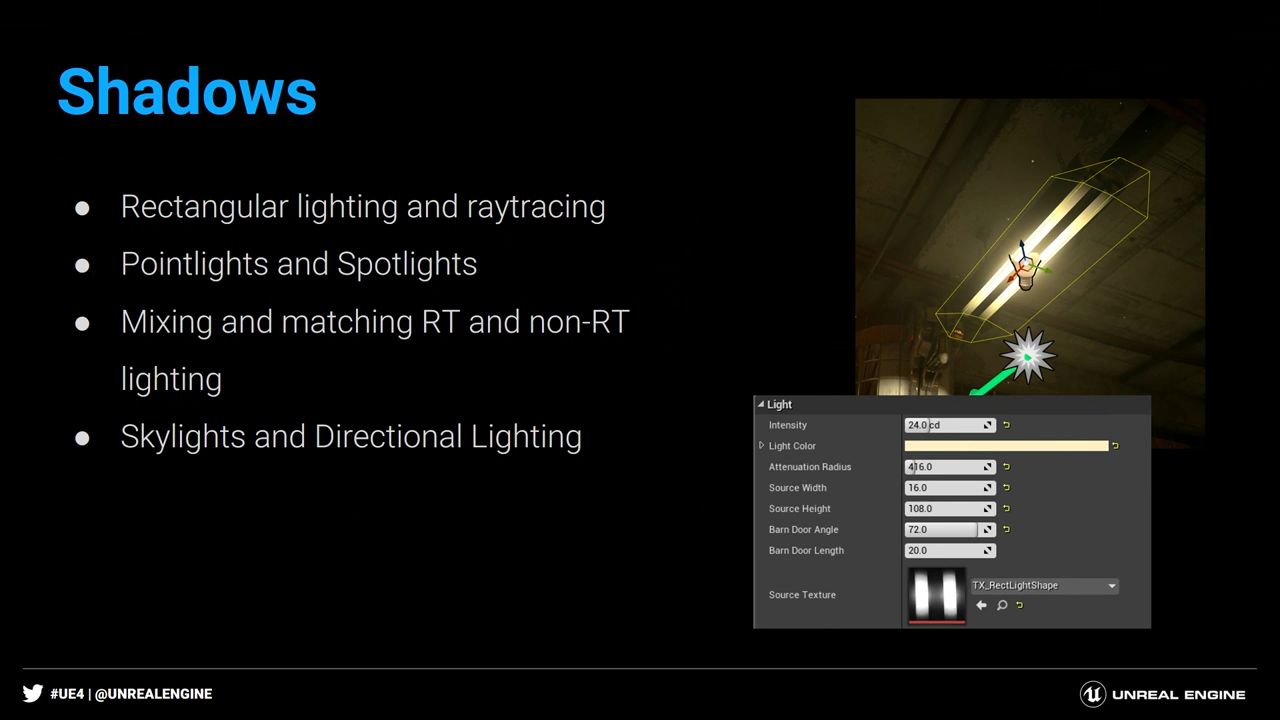 Shadows
● Rectangular lighting and raytracing
● Pointlights and Spotlights
● Mixing and matching RT and non-RT
lighting
● Skylights and Directional Lighting
Light
Intensity 24.0 cd
Light Color
Attenuation Radius 416.0
Source Width 16.0
Source Height 108.0
Barn Door Angle 72.0
Barn Door Length 20.0
Source Texture TX_RectLightShape
#UE4 | @UNREALENGINE
UNREAL ENGINE